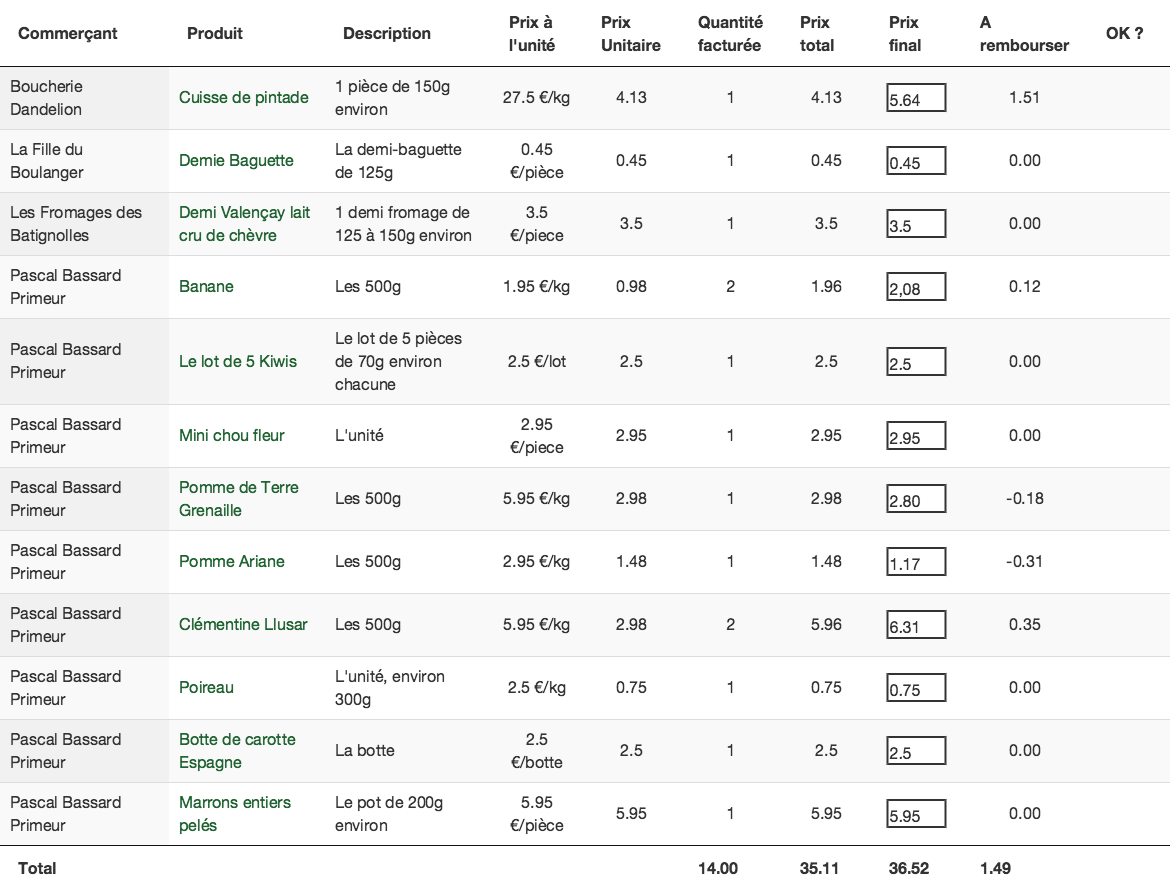 Commerçant Produit Description Prix à l'unité Prix Unitaire Quantité facturée Prix total Prix final A rembourser OK ?
Boucherie Dandelion Cuisse de pintade 1 pièce de 150g environ 27.5 €/kg 4.13 1 4.13 5.64 1.51
La Fille du Boulanger Demie Baguette La demi-baguette de 125g 0.45 €/pièce 0.45 1 0.45 0.45 0.00
Les Fromages des Batignolles Demi Valençay lait cru de chèvre 1 demi fromage de 125 à 150g environ 3.5 €/piece 3.5 1 3.5 3.5 0.00
Pascal Bassard Primeur Banane Les 500g 1.95 €/kg 0.98 2 1.96 2,08 0.12
Pascal Bassard Primeur Le lot de 5 Kiwis Le lot de 5 pièces de 70g environ chacune 2.5 €/lot 2.5 1 2.5 2.5 0.00
Pascal Bassard Primeur Mini chou fleur L'unité 2.95 €/piece 2.95 1 2.95 2.95 0.00
Pascal Bassard Primeur Pomme de Terre Grenaille Les 500g 5.95 €/kg 2.98 1 2.98 2.80 -0.18
Pascal Bassard Primeur Pomme Ariane Les 500g 2.95 €/kg 1.48 1 1.48 1.17 -0.31
Pascal Bassard Primeur Clémentine Llusar Les 500g 5.95 €/kg 2.98 2 5.96 6.31 0.35
Pascal Bassard Primeur Poireau L'unité, environ 300g 2.5 €/kg 0.75 1 0.75 0.75 0.00
Pascal Bassard Primeur Botte de carotte Espagne La botte 2.5 €/botte 2.5 1 2.5 2.5 0.00
Pascal Bassard Primeur Marrons entiers pelés Le pot de 200g environ 5.95 €/pièce 5.95 1 5.95 5.95 0.00
Total 14.00 35.11 36.52 1.49